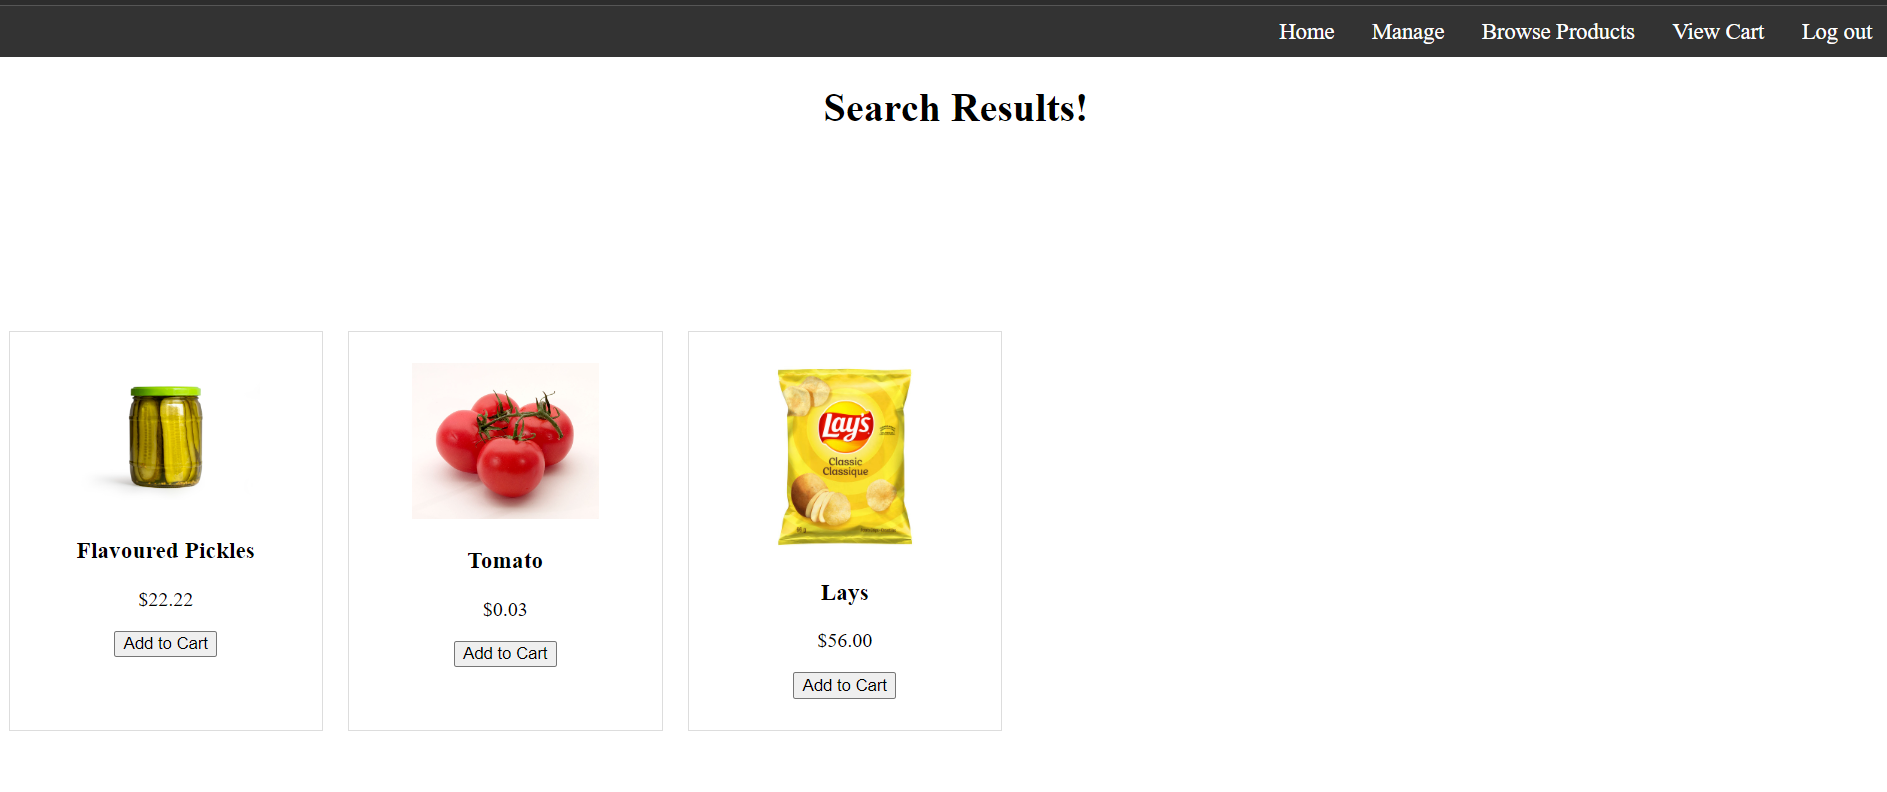 Home Manage Browse Products View Cart Log out
Search Results!
Flavoured Pickles
$22.22
Add to Cart
Tomato
$0.03
Add to Cart
Lay's
Classic
Classique
Lays
$56.00
Add to Cart